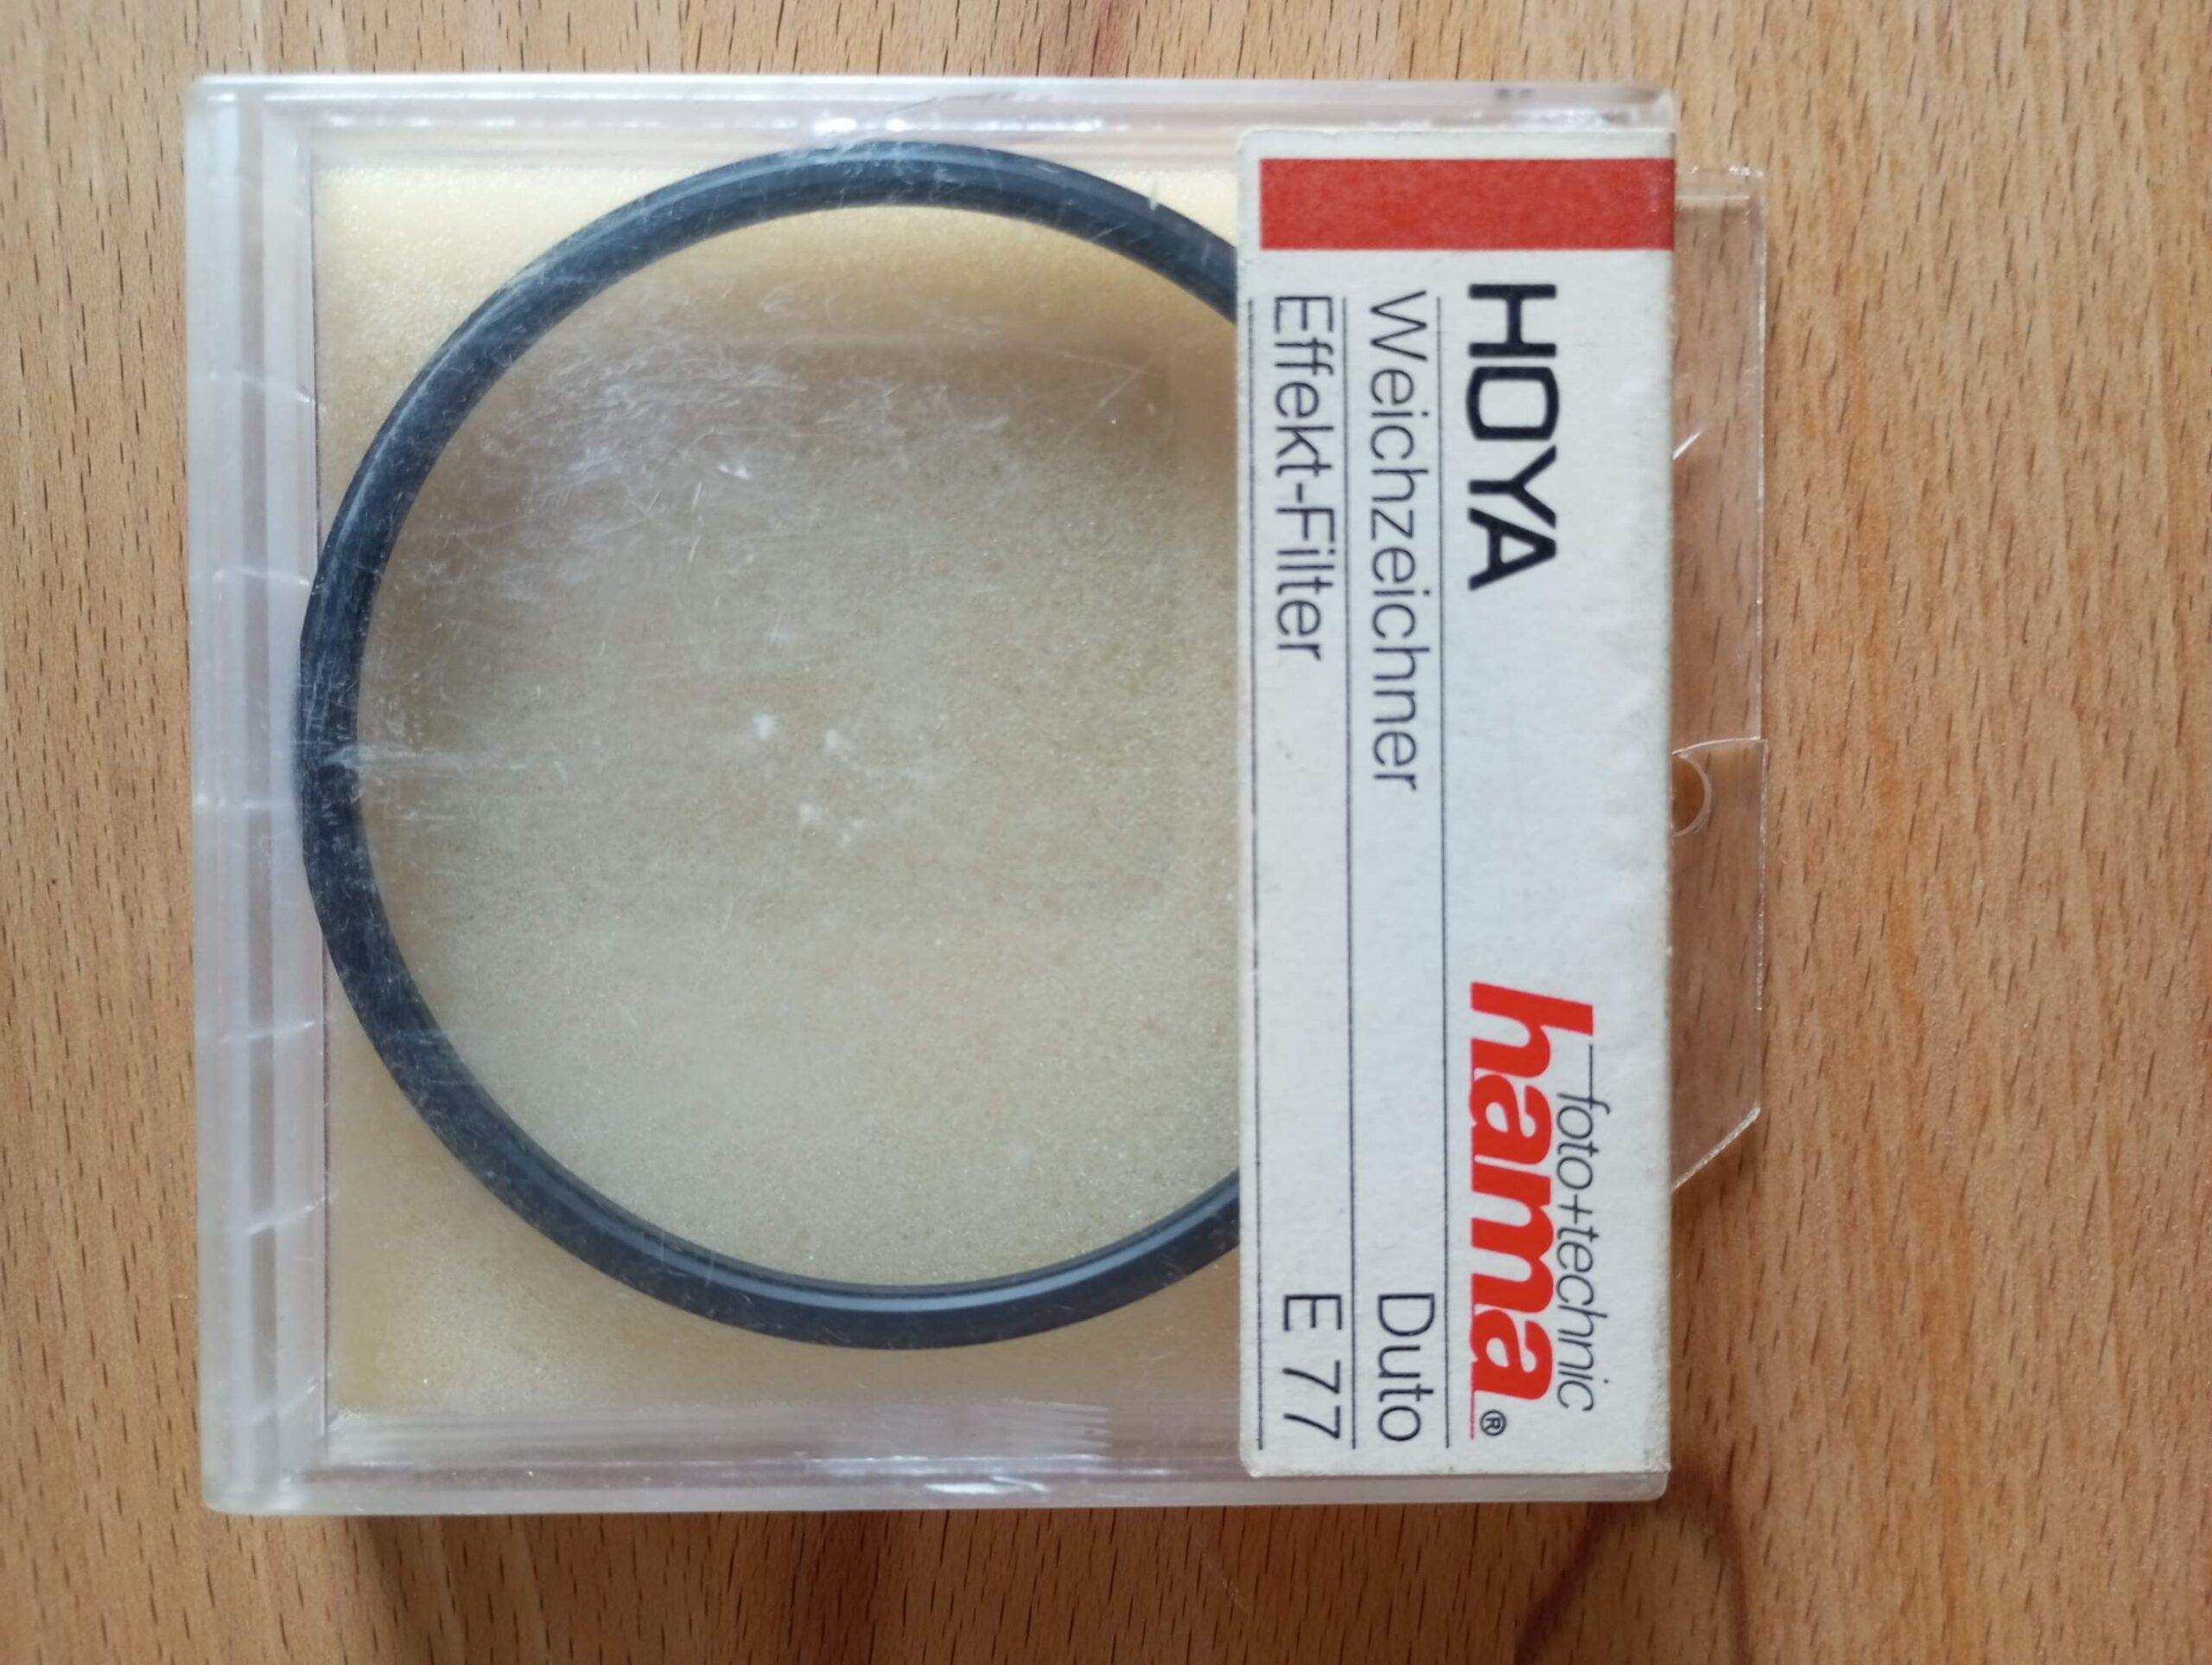 HOYA
foto+technic
hama®
Weichzeichner Duto
Effekt-Filter E 77